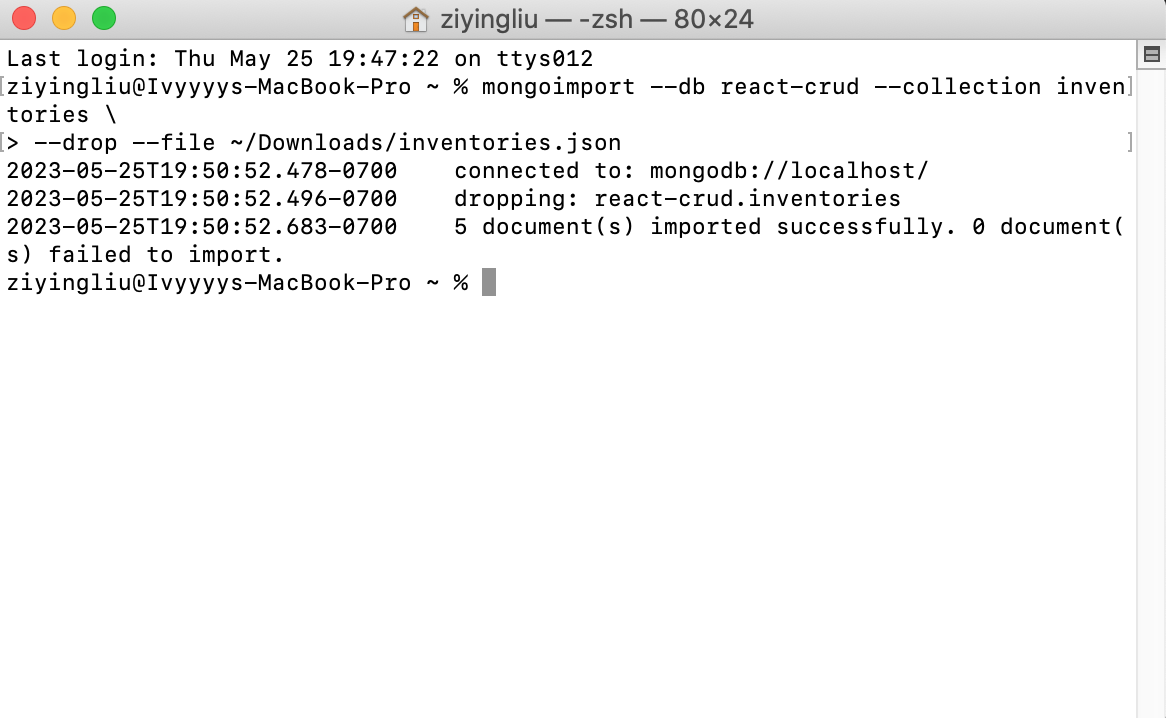 ziyingliu — -zsh — 80×24
Last login: Thu May 25 19:47:22 on ttys012
[ziyingliu@Ivyyyys-MacBook-Pro ~ % mongoimport --db react-crud --collection inven]
tories \
[> --drop --file ~/Downloads/inventories.json ]
2023-05-25T19:50:52.478-0700    connected to: mongodb://localhost/
2023-05-25T19:50:52.496-0700    dropping: react-crud.inventories
2023-05-25T19:50:52.683-0700    5 document(s) imported successfully. 0 document(
s) failed to import.
ziyingliu@Ivyyyys-MacBook-Pro ~ %